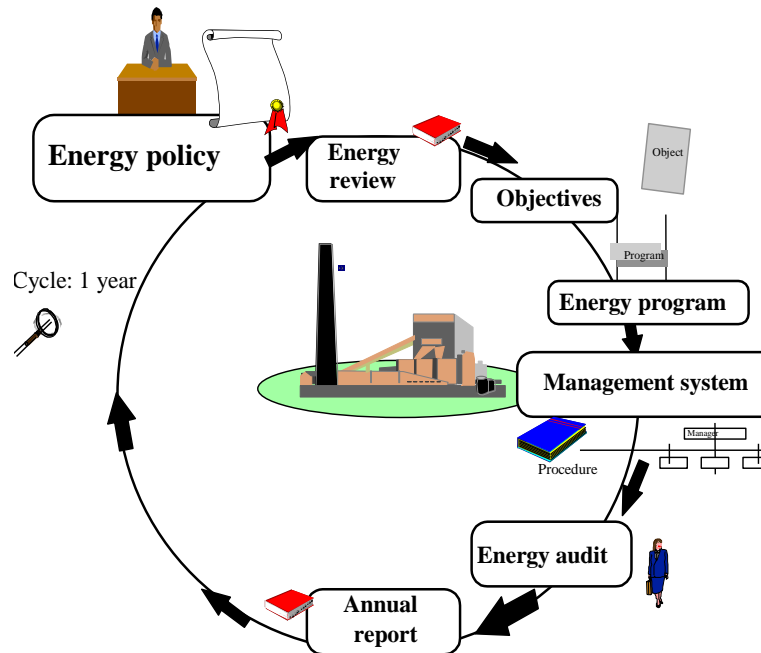 Energy policy
Energy
review
Objectives
Object
Program
Energy program
Cycle: 1 year
Management system
Manager
Procedure
Energy audit
Annual
report